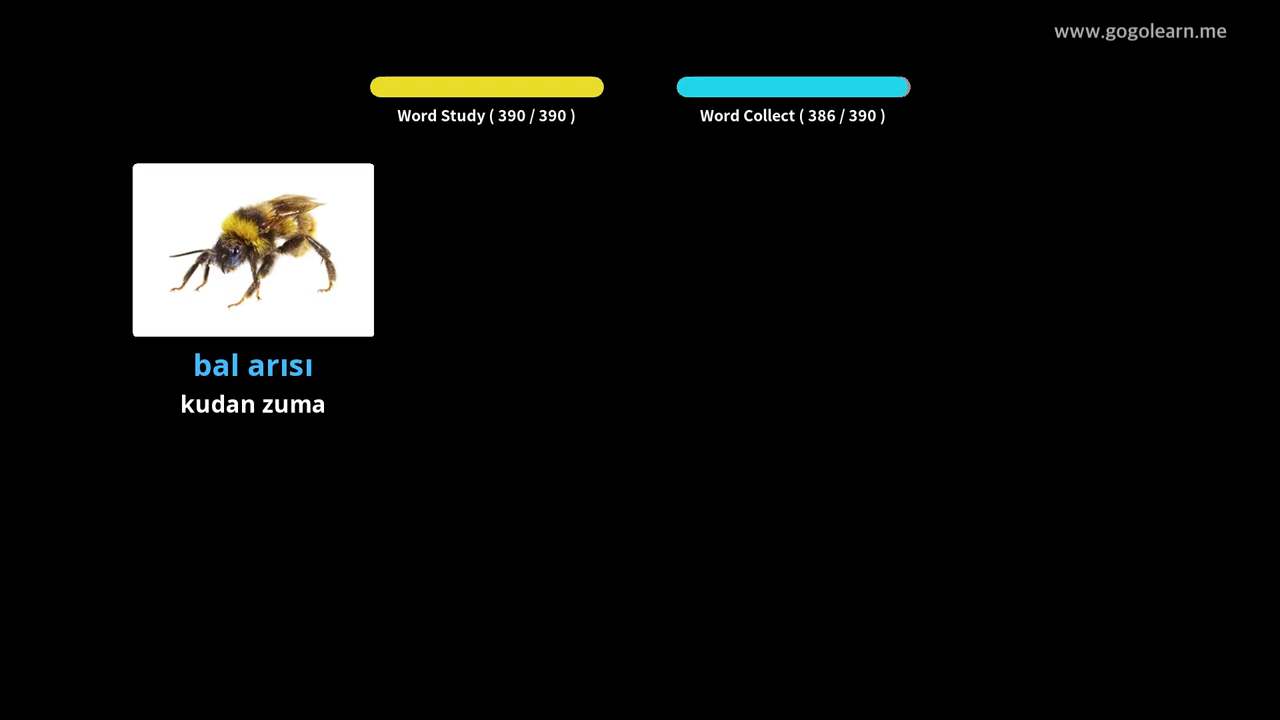 www.gogolearn.me
Word Study ( 390 / 390 )
Word Collect ( 386 / 390 )
bal arısı
kudan zuma